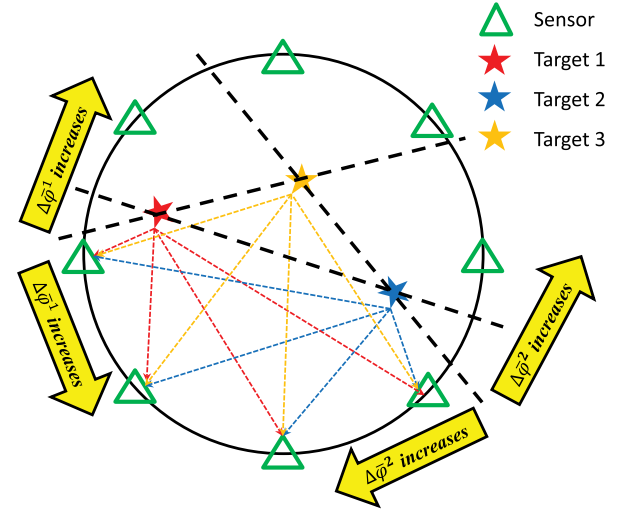 Sensor
Target 1
Target 2
Target 3
Δφ̄¹ increases
Δφ̄¹ increases
Δφ̄² increases
Δφ̄² increases